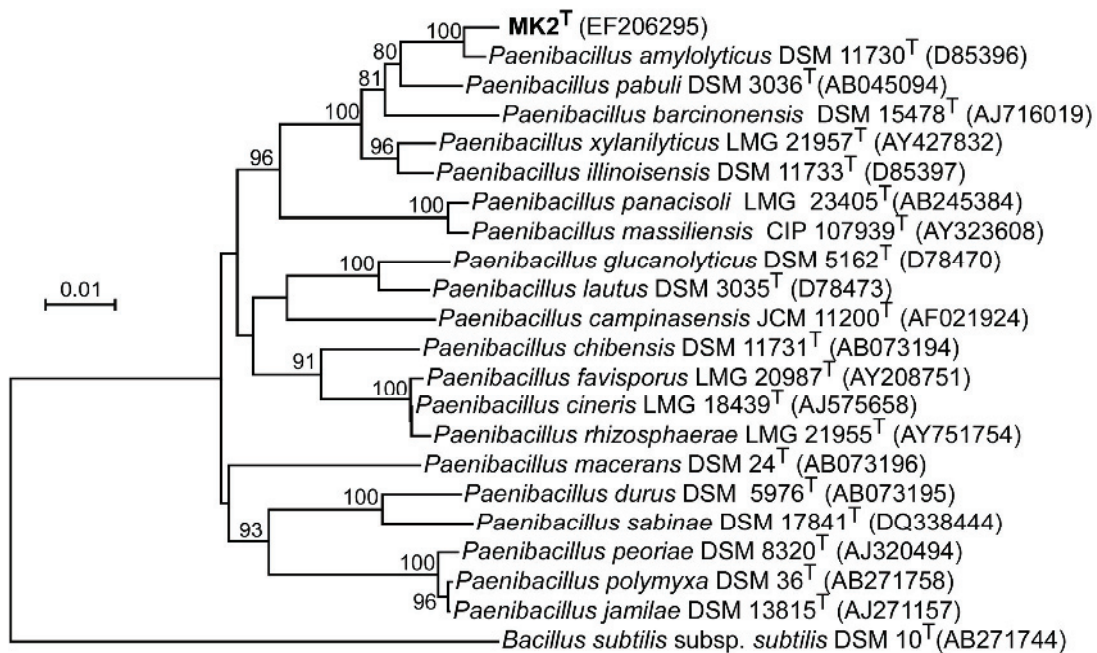 100 MK2T (EF206295)
80 Paenibacillus amylolyticus DSM 11730T (D85396)
81 Paenibacillus pabuli DSM 3036T (AB045094)
100 Paenibacillus barcinonensis DSM 15478T (AJ716019)
96 96 Paenibacillus xylanilyticus LMG 21957T (AY427832)
Paenibacillus illinoisensis DSM 11733T (D85397)
100 Paenibacillus panacisoli LMG 23405T (AB245384)
Paenibacillus massiliensis CIP 107939T (AY323608)
100 Paenibacillus glucanolyticus DSM 5162T (D78470)
0.01 Paenibacillus lautus DSM 3035T (D78473)
Paenibacillus campinasensis JCM 11200T (AF021924)
91 Paenibacillus chibensis DSM 11731T (AB073194)
100 Paenibacillus favisporus LMG 20987T (AY208751)
Paenibacillus cineris LMG 18439T (AJ575658)
Paenibacillus rhizosphaerae LMG 21955T (AY751754)
Paenibacillus macerans DSM 24T (AB073196)
100 Paenibacillus durus DSM 5976T (AB073195)
93 Paenibacillus sabinae DSM 17841T (DQ338444)
100 Paenibacillus peoriae DSM 8320T (AJ320494)
Paenibacillus polymyxa DSM 36T (AB271758)
96 Paenibacillus jamilae DSM 13815T (AJ271157)
Bacillus subtilis subsp. subtilis DSM 10T(AB271744)